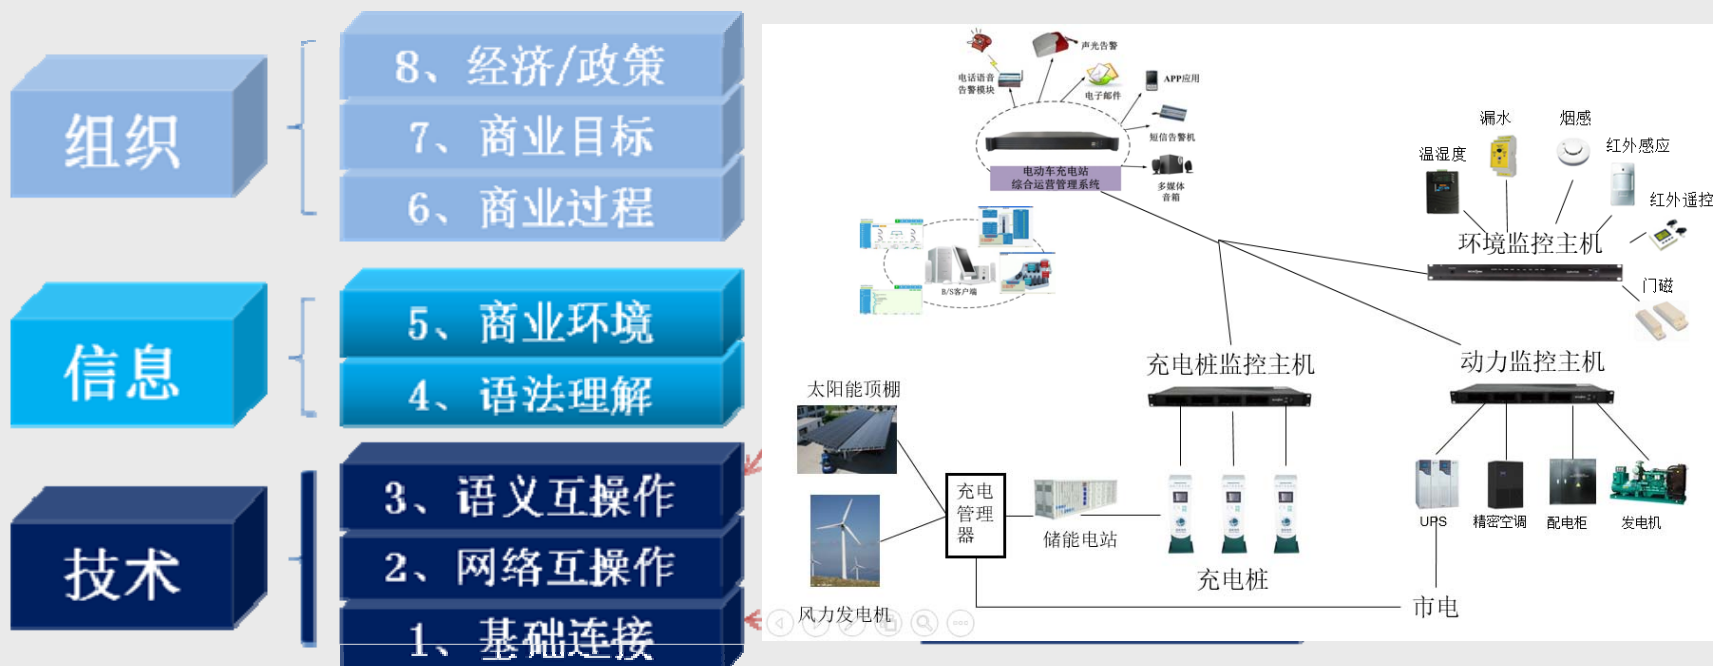 组织
8、经济/政策
7、商业目标
6、商业过程
信息
5、商业环境
4、语法理解
技术
3、语义互操作
2、网络互操作
1、基础连接
声光告警
电话语音
告警模块
电子邮件
APP应用
短信告警机
多媒体
音箱
电动车充电站
综合运营管理系统
B/S客户端
漏水
烟感
温湿度
红外感应
红外遥控
环境监控主机
门磁
充电桩监控主机
动力监控主机
太阳能顶棚
充电
管理
器
储能电站
风力发电机
充电桩
UPS
精密空调
配电柜
发电机
市电